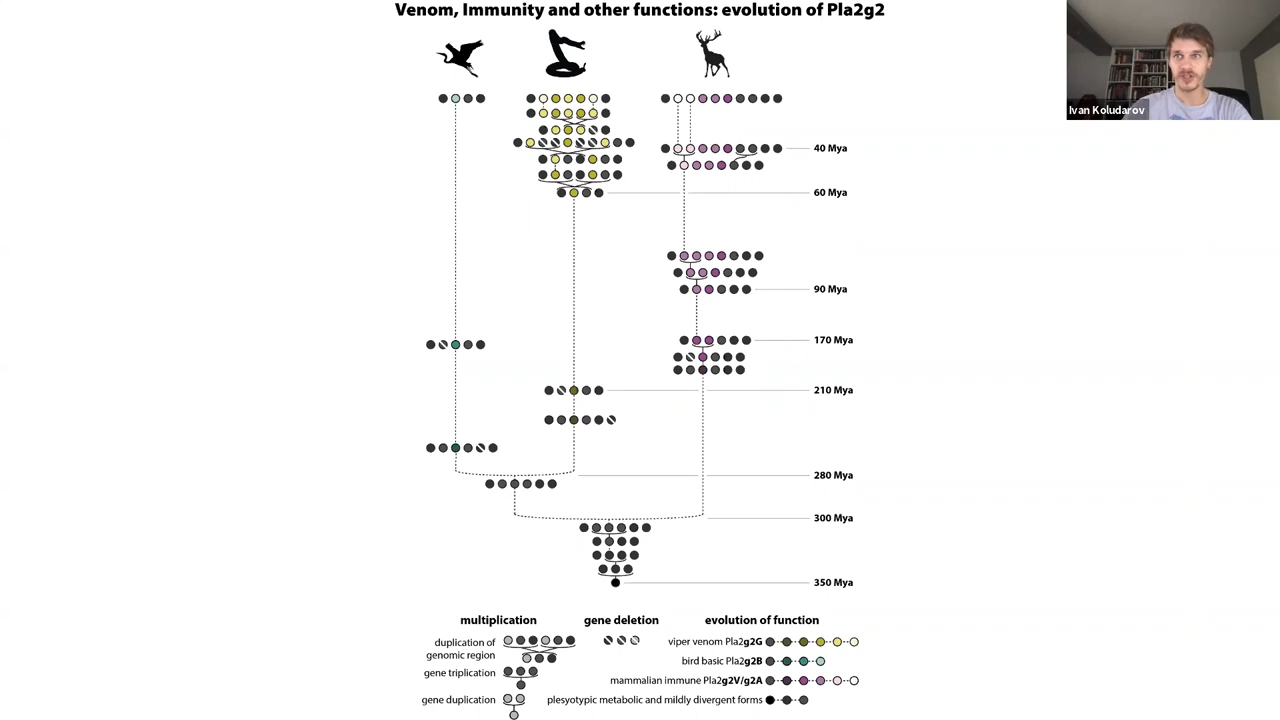 Venom, Immunity and other functions: evolution of Pla2g2
Ivan Koludarov
40 Mya
60 Mya
90 Mya
170 Mya
210 Mya
280 Mya
300 Mya
350 Mya
multiplication
gene deletion
evolution of function
duplication of
genomic region
gene triplication
gene duplication
viper venom Pla2g2G
bird basic Pla2g2B
mammalian immune Pla2g2V/g2A
plesyotypic metabolic and mildly divergent forms